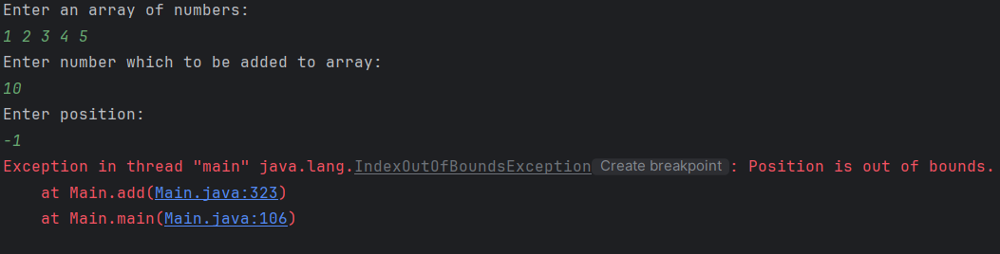 Enter an array of numbers:
1 2 3 4 5
Enter number which to be added to array:
10
Enter position:
-1
Exception in thread "main" java.lang.IndexOutOfBoundsException Create breakpoint : Position is out of bounds.
    at Main.add(Main.java:323)
    at Main.main(Main.java:106)